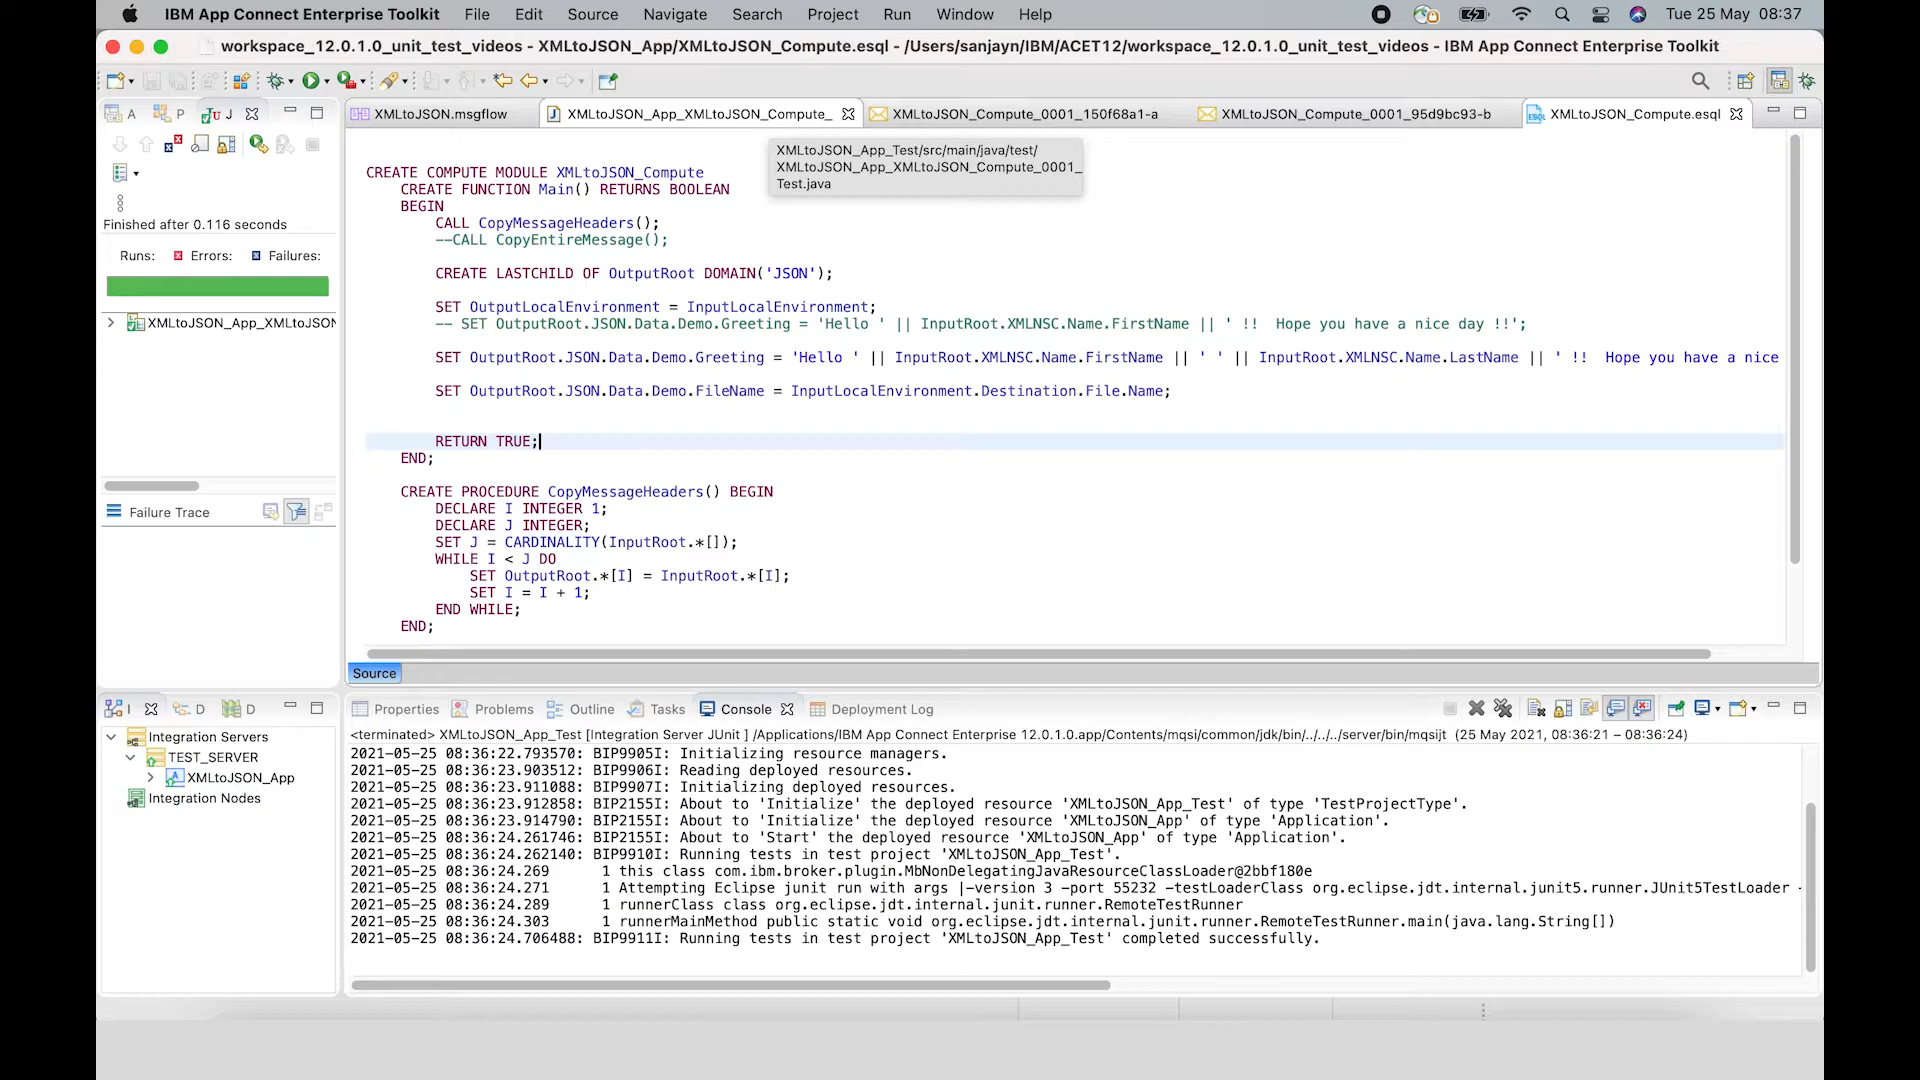 IBM App Connect Enterprise Toolkit File Edit Source Navigate Search Project Run Window Help Tue 25 May 08:37
workspace_12.0.1.0_unit_test_videos - XMLtoJSON_App/XMLtoJSON_Compute.esql - /Users/sanjayn/IBM/ACET12/workspace_12.0.1.0_unit_test_videos - IBM App Connect Enterprise Toolkit
A P J XMLtoJSON.msgflow XMLtoJSON_App_XMLtoJSON_Compute_ XMLtoJSON_Compute_0001_150f68a1-a XMLtoJSON_Compute_0001_95d9bc93-b XMLtoJSON_Compute.esql
XMLtoJSON_App_Test/src/main/java/test/
XMLtoJSON_App_XMLtoJSON_Compute_0001_
Test.java
Finished after 0.116 seconds
Runs: Errors: Failures:
XMLtoJSON_App_XMLtoJSON
Failure Trace
CREATE COMPUTE MODULE XMLtoJSON_Compute
CREATE FUNCTION Main() RETURNS BOOLEAN
BEGIN
CALL CopyMessageHeaders();
--CALL CopyEntireMessage();
CREATE LASTCHILD OF OutputRoot DOMAIN('JSON');
SET OutputLocalEnvironment = InputLocalEnvironment;
-- SET OutputRoot.JSON.Data.Demo.Greeting = 'Hello ' || InputRoot.XMLNSC.Name.FirstName || ' !!  Hope you have a nice day !!';
SET OutputRoot.JSON.Data.Demo.Greeting = 'Hello ' || InputRoot.XMLNSC.Name.FirstName || ' ' || InputRoot.XMLNSC.Name.LastName || ' !!  Hope you have a nice
SET OutputRoot.JSON.Data.Demo.FileName = InputLocalEnvironment.Destination.File.Name;
RETURN TRUE;
END;
CREATE PROCEDURE CopyMessageHeaders() BEGIN
DECLARE I INTEGER 1;
DECLARE J INTEGER;
SET J = CARDINALITY(InputRoot.*[]);
WHILE I < J DO
SET OutputRoot.*[I] = InputRoot.*[I];
SET I = I + 1;
END WHILE;
END;
Source
I D D
Integration Servers
TEST_SERVER
XMLtoJSON_App
Integration Nodes
Properties Problems Outline Tasks Console Deployment Log
<terminated> XMLtoJSON_App_Test [Integration Server JUnit ] /Applications/IBM App Connect Enterprise 12.0.1.0.app/Contents/mqsi/common/jdk/bin/../../../server/bin/mqsijt (25 May 2021, 08:36:21 – 08:36:24)
2021-05-25 08:36:22.793570: BIP9905I: Initializing resource managers.
2021-05-25 08:36:23.903512: BIP9906I: Reading deployed resources.
2021-05-25 08:36:23.911088: BIP9907I: Initializing deployed resources.
2021-05-25 08:36:23.912858: BIP2155I: About to 'Initialize' the deployed resource 'XMLtoJSON_App_Test' of type 'TestProjectType'.
2021-05-25 08:36:23.914790: BIP2155I: About to 'Initialize' the deployed resource 'XMLtoJSON_App' of type 'Application'.
2021-05-25 08:36:24.261746: BIP2155I: About to 'Start' the deployed resource 'XMLtoJSON_App' of type 'Application'.
2021-05-25 08:36:24.262140: BIP9910I: Running tests in test project 'XMLtoJSON_App_Test'.
2021-05-25 08:36:24.269 1 this class com.ibm.broker.plugin.MbNonDelegatingJavaResourceClassLoader@2bbf180e
2021-05-25 08:36:24.271 1 Attempting Eclipse junit run with args |-version 3 -port 55232 -testLoaderClass org.eclipse.jdt.internal.junit5.runner.JUnit5TestLoader -
2021-05-25 08:36:24.289 1 runnerClass class org.eclipse.jdt.internal.junit.runner.RemoteTestRunner
2021-05-25 08:36:24.303 1 runnerMainMethod public static void org.eclipse.jdt.internal.junit.runner.RemoteTestRunner.main(java.lang.String[])
2021-05-25 08:36:24.706488: BIP9911I: Running tests in test project 'XMLtoJSON_App_Test' completed successfully.